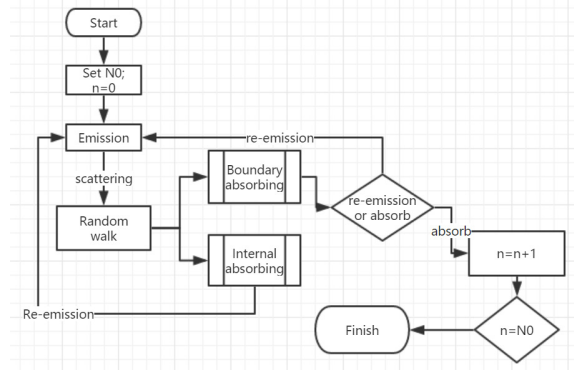 Start
Set N0;
n=0
Emission
re-emission
scattering
Boundary
absorbing
re-emission
or absorb
Random
walk
absorb
Internal
absorbing
n=n+1
Re-emission
Finish
n=N0